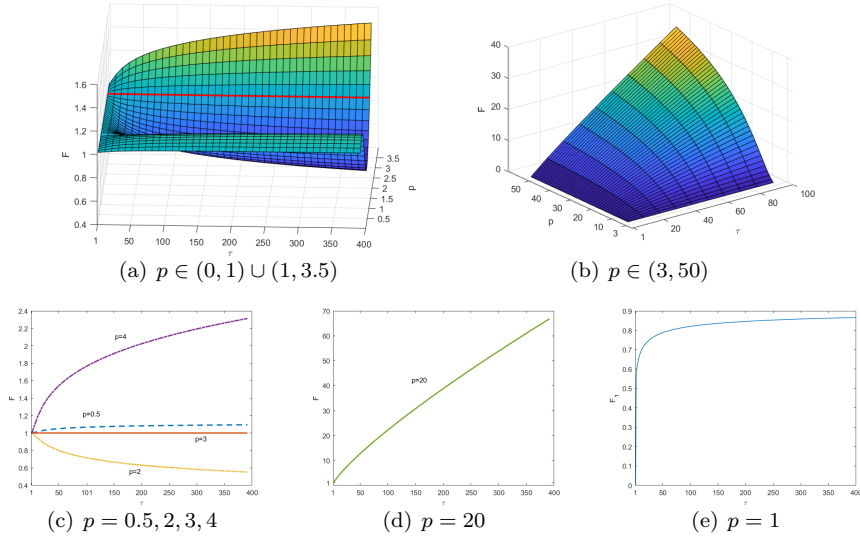 1.6
1.4
1.2
1
0.8
0.6
0.4
F
1 50 100 150 200 250 300 350 400
τ
3.5
3
2.5
2
1.5
1
0.5
p
(a) p ∈ (0, 1) ∪ (1, 3.5)
40
30
20
10
0
F
50 40 30 20 10 3
p
1 20 40 60 80 100
τ
(b) p ∈ (3, 50)
2.4
2.2
2
1.8
1.6
1.4
1.2
1
0.8
0.6
0.4
F
p=4
p=0.5
p=3
p=2
1 50 101 150 200 250 300 350 400
τ
(c) p = 0.5, 2, 3, 4
70
60
50
40
30
20
10
1
F
p=20
1 50 100 150 200 250 300 350 400
τ
(d) p = 20
0.9
0.8
0.7
0.6
0.5
0.4
0.3
0.2
0.1
0
F1
1 50 100 150 200 250 300 350 400
τ
(e) p = 1